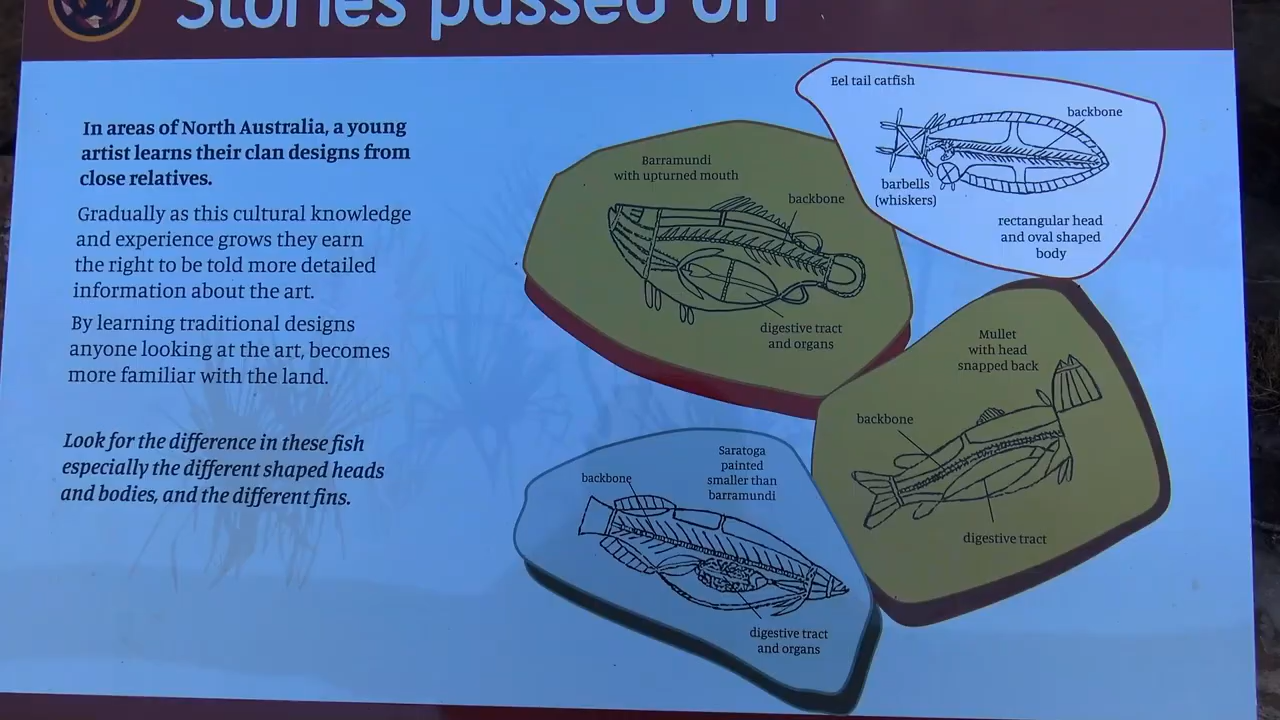 Stories passed on
In areas of North Australia, a young
artist learns their clan designs from
close relatives.
Gradually as this cultural knowledge
and experience grows they earn
the right to be told more detailed
information about the art.
By learning traditional designs
anyone looking at the art, becomes
more familiar with the land.
Look for the difference in these fish
especially the different shaped heads
and bodies, and the different fins.
Barramundi
with upturned mouth
backbone
digestive tract
and organs
Eel tail catfish
backbone
barbells
(whiskers)
rectangular head
and oval shaped
body
Mullet
with head
snapped back
backbone
digestive tract
Saratoga
painted
smaller than
barramundi
backbone
digestive tract
and organs